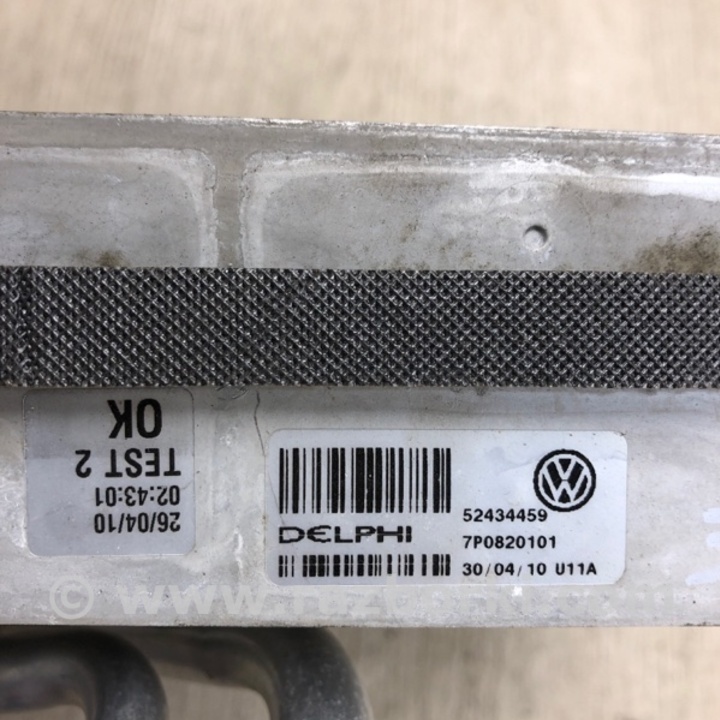 OK
TEST 2
02:43:01
26/04/10
52434459
DELPHI
7P0820101
30/04/10 U11A